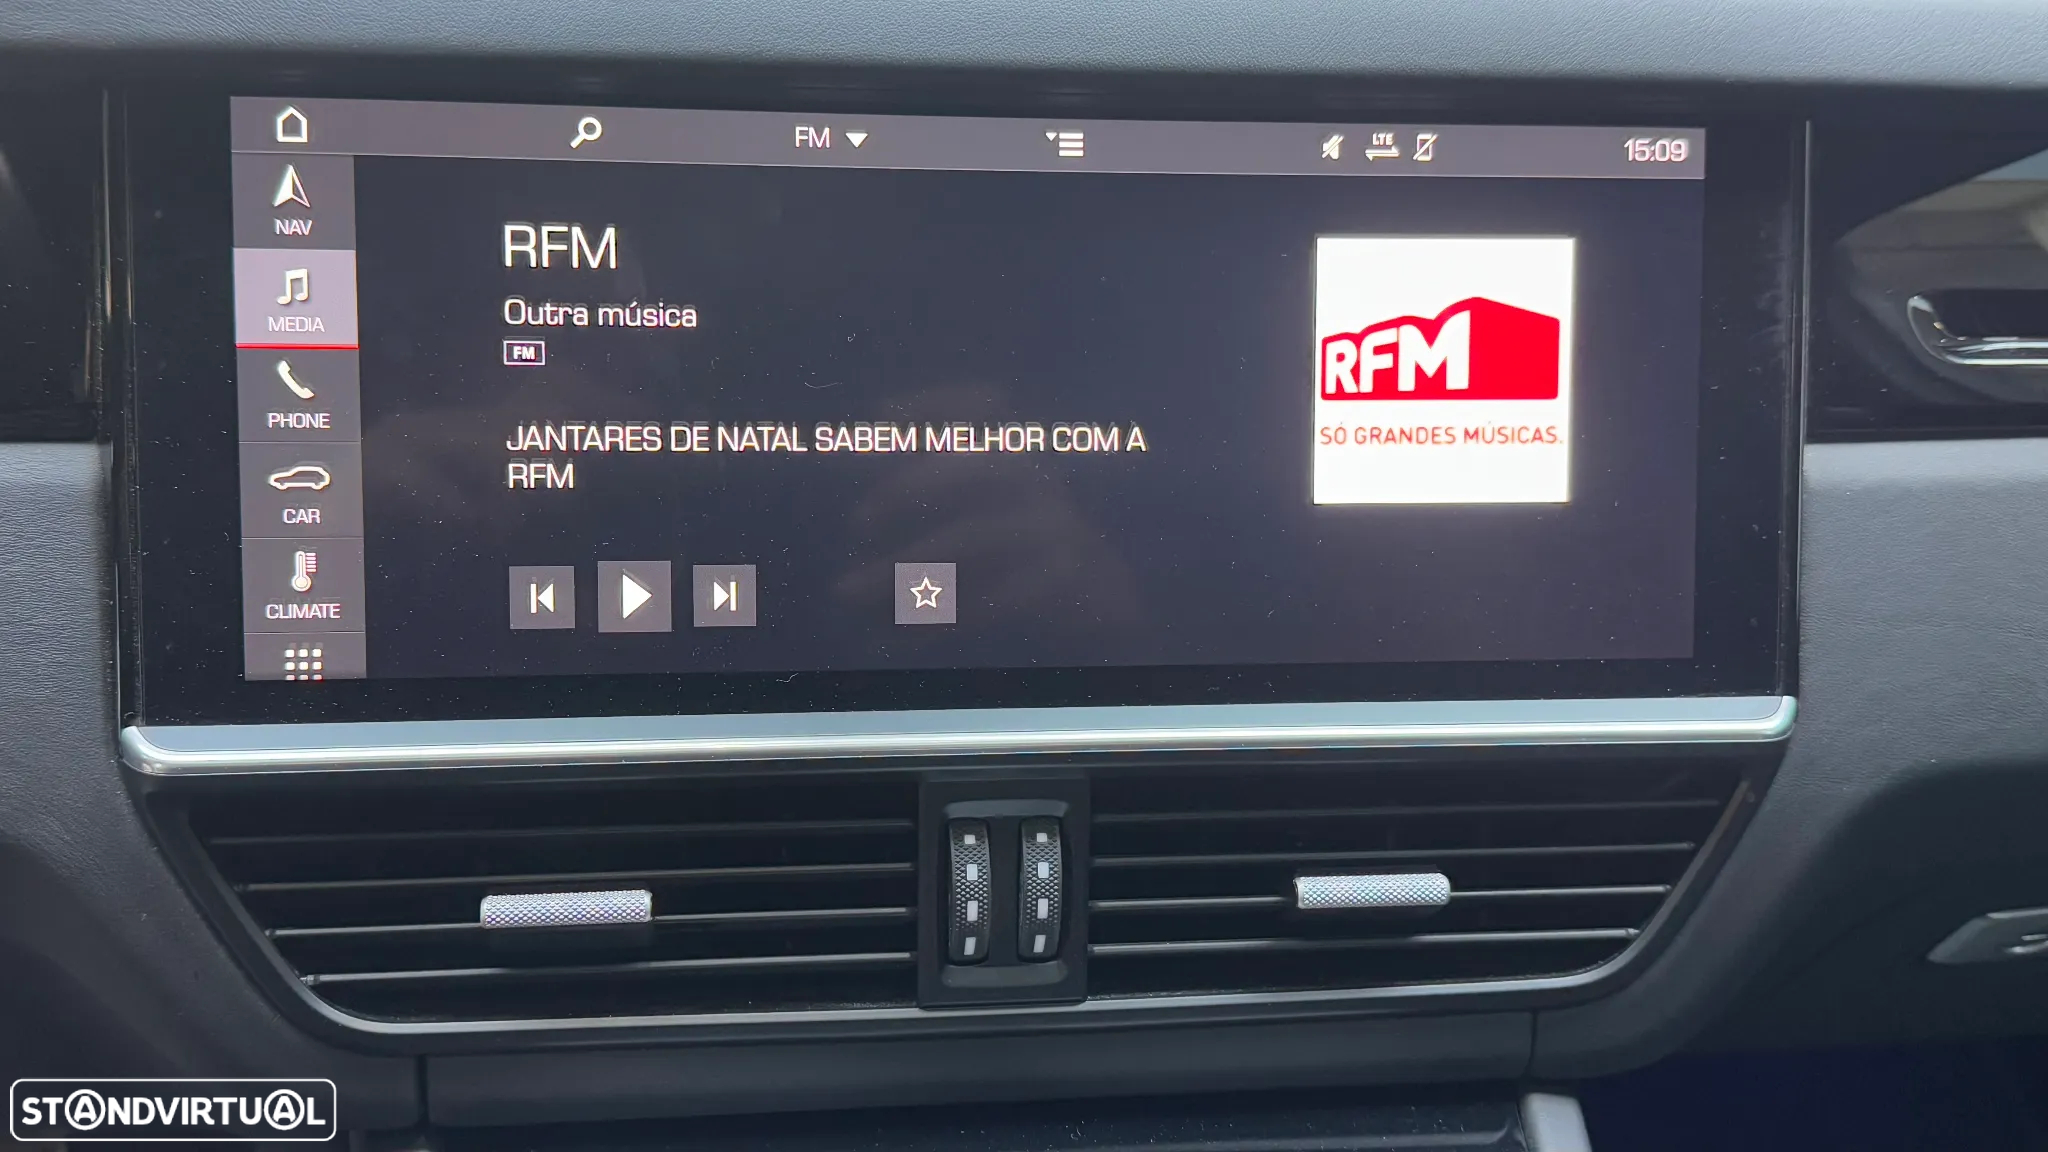 FM
LTE
15:09
NAV
MEDIA
PHONE
CAR
CLIMATE
RFM
Outra música
FM
JANTARES DE NATAL SABEM MELHOR COM A
RFM
RFM
SÓ GRANDES MÚSICAS.
STANDVIRTUAL